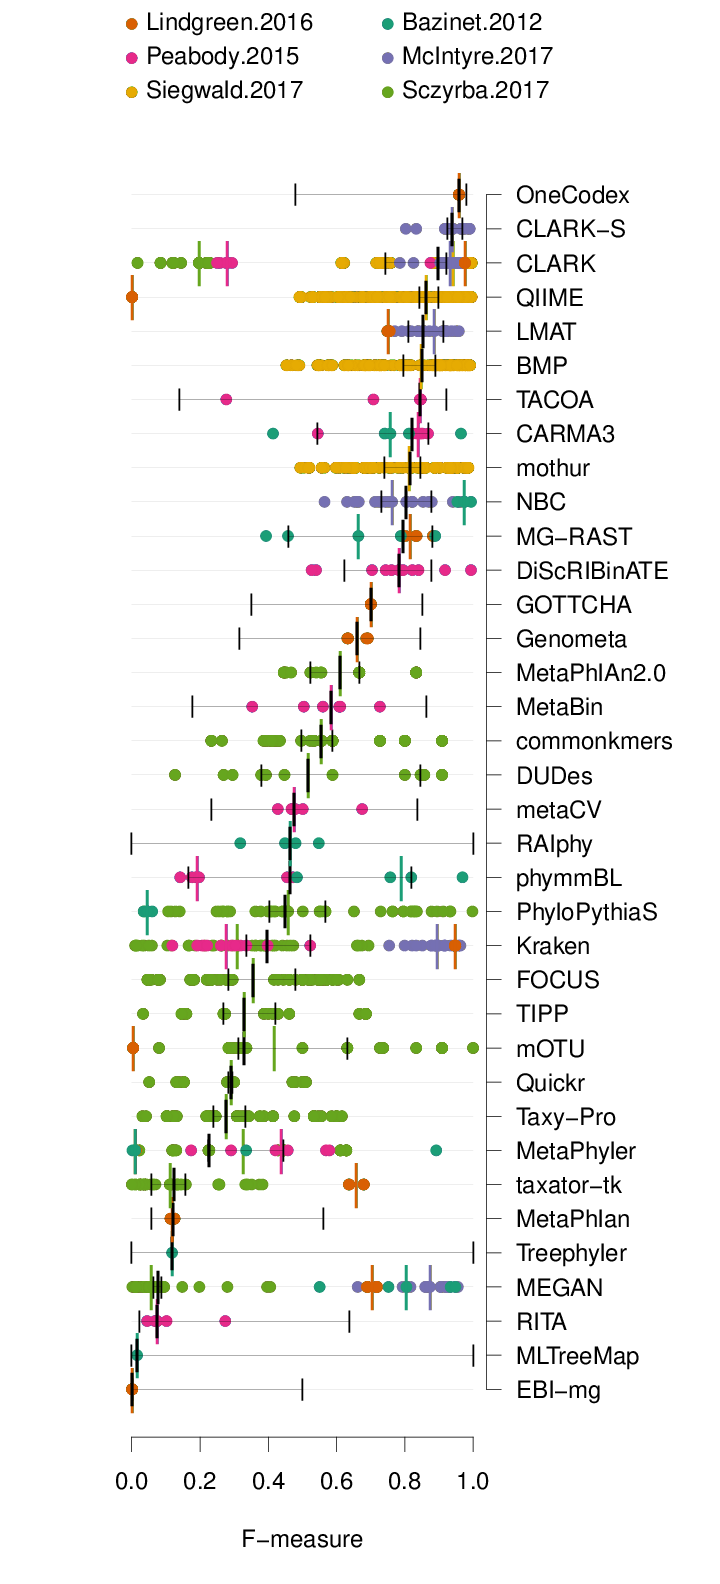 Lindgreen.2016 Bazinet.2012
Peabody.2015 McIntyre.2017
Siegwald.2017 Sczyrba.2017
OneCodex
CLARK−S
CLARK
QIIME
LMAT
BMP
TACOA
CARMA3
mothur
NBC
MG−RAST
DiScRIBinATE
GOTTCHA
Genometa
MetaPhlAn2.0
MetaBin
commonkmers
DUDes
metaCV
RAIphy
phymmBL
PhyloPythiaS
Kraken
FOCUS
TIPP
mOTU
Quickr
Taxy−Pro
MetaPhyler
taxator−tk
MetaPhlan
Treephyler
MEGAN
RITA
MLTreeMap
EBI−mg
0.0 0.2 0.4 0.6 0.8 1.0
F−measure